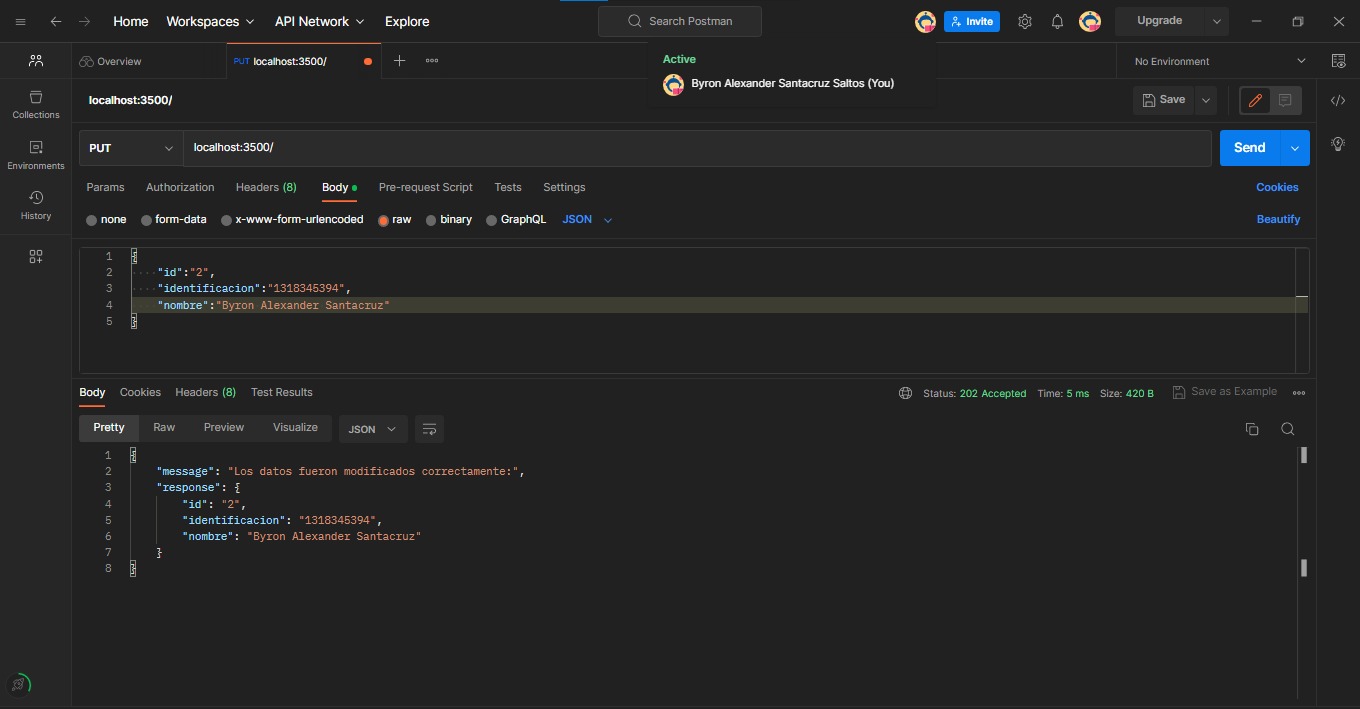 Home Workspaces API Network Explore Search Postman Invite Upgrade
Overview PUT localhost:3500/ No Environment
Active
Byron Alexander Santacruz Saltos (You)
Collections
Environments
History
localhost:3500/ Save
PUT localhost:3500/ Send
Params Authorization Headers (8) Body Pre-request Script Tests Settings Cookies
none form-data x-www-form-urlencoded raw binary GraphQL JSON Beautify
1 {
2 "id":"2",
3 "identificacion":"1318345394",
4 "nombre":"Byron Alexander Santacruz"
5 }
Body Cookies Headers (8) Test Results Status: 202 Accepted Time: 5 ms Size: 420 B Save as Example
Pretty Raw Preview Visualize JSON
1 {
2 "message": "Los datos fueron modificados correctamente:",
3 "response": {
4 "id": "2",
5 "identificacion": "1318345394",
6 "nombre": "Byron Alexander Santacruz"
7 }
8 }